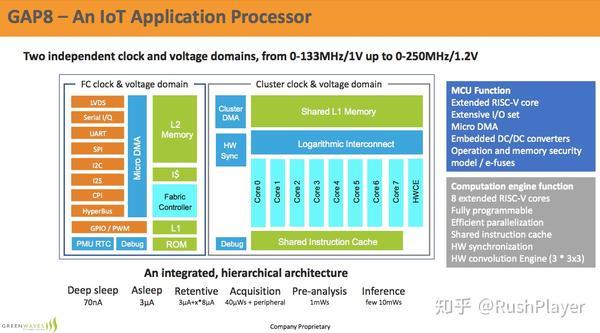 GAP8 – An IoT Application Processor
Two independent clock and voltage domains, from 0-133MHz/1V up to 0-250MHz/1.2V
FC clock & voltage domain
LVDS
Serial I/Q
UART
SPI
I2C
I2S
CPI
HyperBus
GPIO / PWM
PMU RTC
Debug
Micro DMA
L2
Memory
I$
Fabric
Controller
L1
ROM
Cluster clock & voltage domain
Cluster
DMA
HW
Sync
Debug
Shared L1 Memory
Logarithmic Interconnect
Core 0
Core 1
Core 2
Core 3
Core 4
Core 5
Core 6
Core 7
HWCE
Shared Instruction Cache
MCU Function
Extended RISC-V core
Extensive I/O set
Micro DMA
Embedded DC/DC converters
Operation and memory security
model / e-fuses
Computation engine function
8 extended RISC-V cores
Fully programmable
Efficient parallelization
Shared instruction cache
HW synchronization
HW convolution Engine (3 * 3x3)
An integrated, hierarchical architecture
Deep sleep
70nA
Asleep
3µA
Retentive
3µA+x*8µA
Acquisition
40µWs + peripheral
Pre-analysis
1mWs
Inference
few 10mWs
GREENWAVES
Company Proprietary
知乎 @RushPlayer